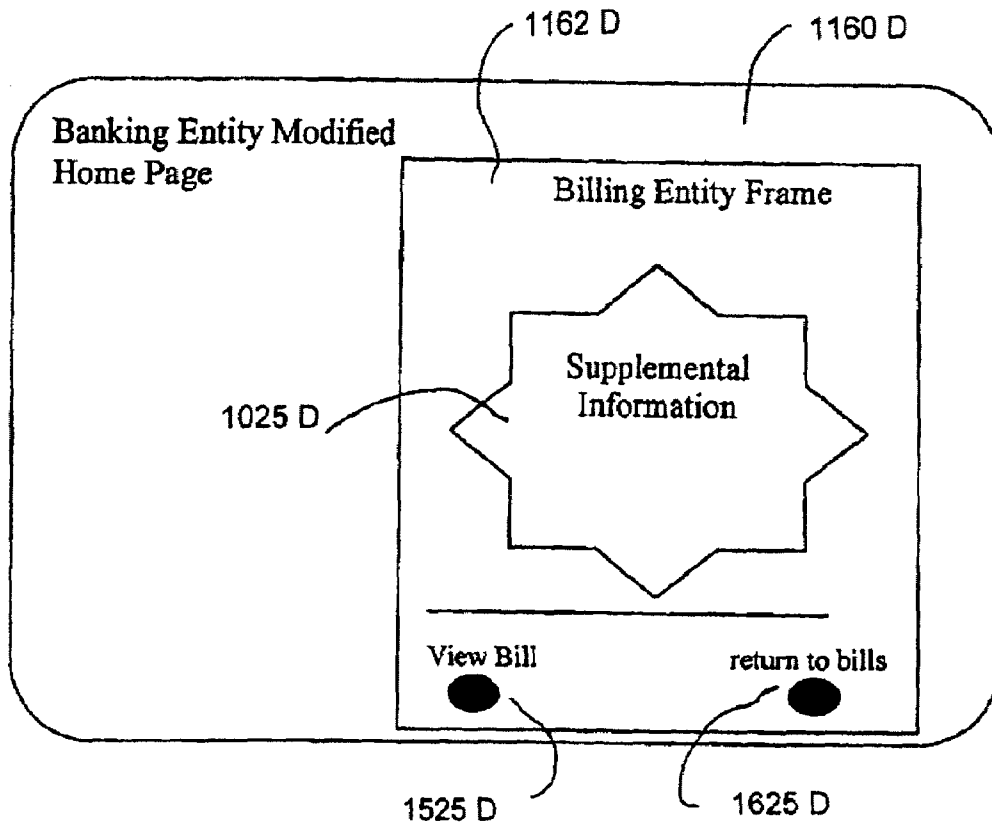 1162 D
1160 D
Banking Entity Modified
Home Page
Billing Entity Frame
Supplemental
Information
1025 D
View Bill
return to bills
1525 D
1625 D